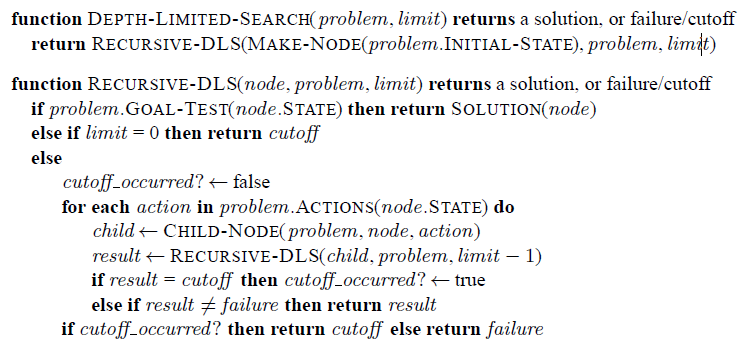 function DEPTH-LIMITED-SEARCH(problem, limit) returns a solution, or failure/cutoff
return RECURSIVE-DLS(MAKE-NODE(problem.INITIAL-STATE), problem, limit)
function RECURSIVE-DLS(node, problem, limit) returns a solution, or failure/cutoff
if problem.GOAL-TEST(node.STATE) then return SOLUTION(node)
else if limit = 0 then return cutoff
else
cutoff_occurred? ← false
for each action in problem.ACTIONS(node.STATE) do
child ← CHILD-NODE(problem, node, action)
result ← RECURSIVE-DLS(child, problem, limit − 1)
if result = cutoff then cutoff_occurred? ← true
else if result ≠ failure then return result
if cutoff_occurred? then return cutoff else return failure